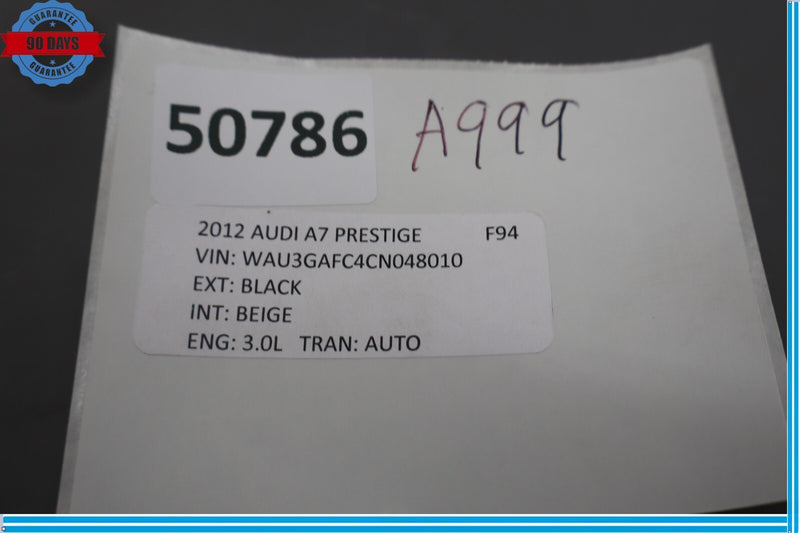 GUARANTEE
90 DAYS
GUARANTEE
50786
A999
2012 AUDI A7 PRESTIGE F94
VIN: WAU3GAFC4CN048010
EXT: BLACK
INT: BEIGE
ENG: 3.0L TRAN: AUTO